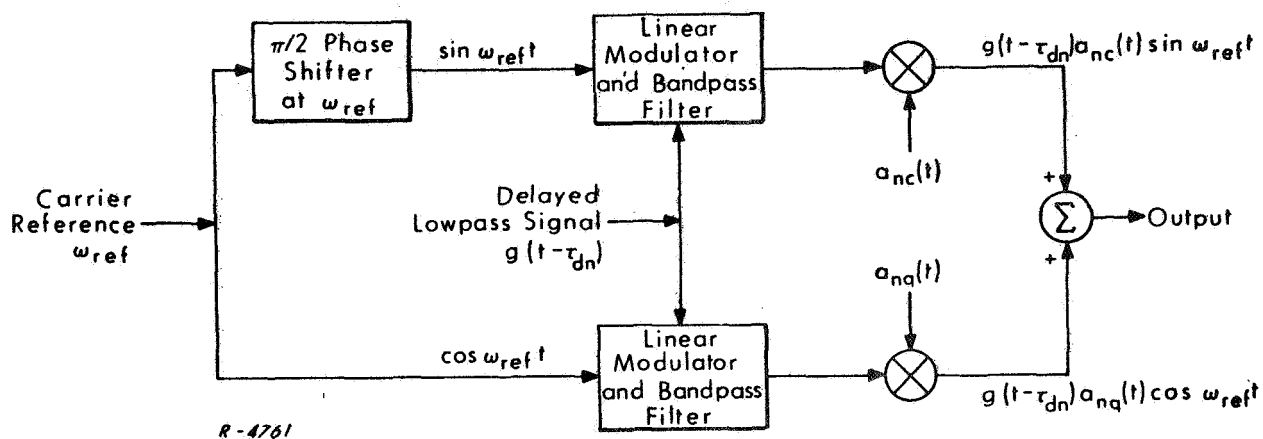 π/2 Phase
Shifter
at ω_ref
sin ω_ref t
Linear
Modulator
and Bandpass
Filter
g(t-τ_dn)a_nc(t) sin ω_ref t
a_nc(t)
Carrier
Reference
ω_ref
Delayed
Lowpass Signal
g(t-τ_dn)
+
Σ
Output
+
a_nq(t)
cos ω_ref t
Linear
Modulator
and Bandpass
Filter
g(t-τ_dn)a_nq(t) cos ω_ref t
R-4761